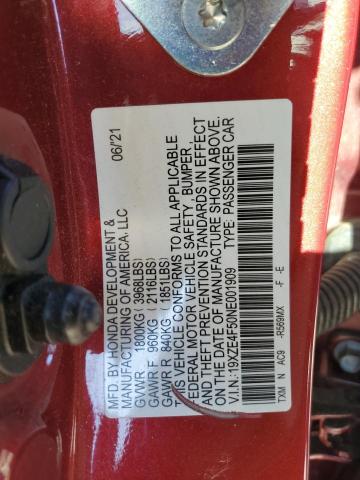 MFD. BY HONDA DEVELOPMENT & 06/21
MANUFACTURING OF AMERICA, LLC
GVWR 1800KG( 3968LBS)
GAWR F 960KG ( 2116LBS)
GAWR R 840KG ( 1851LBS)
THIS VEHICLE CONFORMS TO ALL APPLICABLE
FEDERAL MOTOR VEHICLE SAFETY , BUMPER ,
AND THEFT PREVENTION STANDARDS IN EFFECT
ON THE DATE OF MANUFACTURE SHOWN ABOVE.
V.I.N.:19XZE4F50NE001909 TYPE: PASSENGER CAR
TXM N AC9 -R569MX -F -E